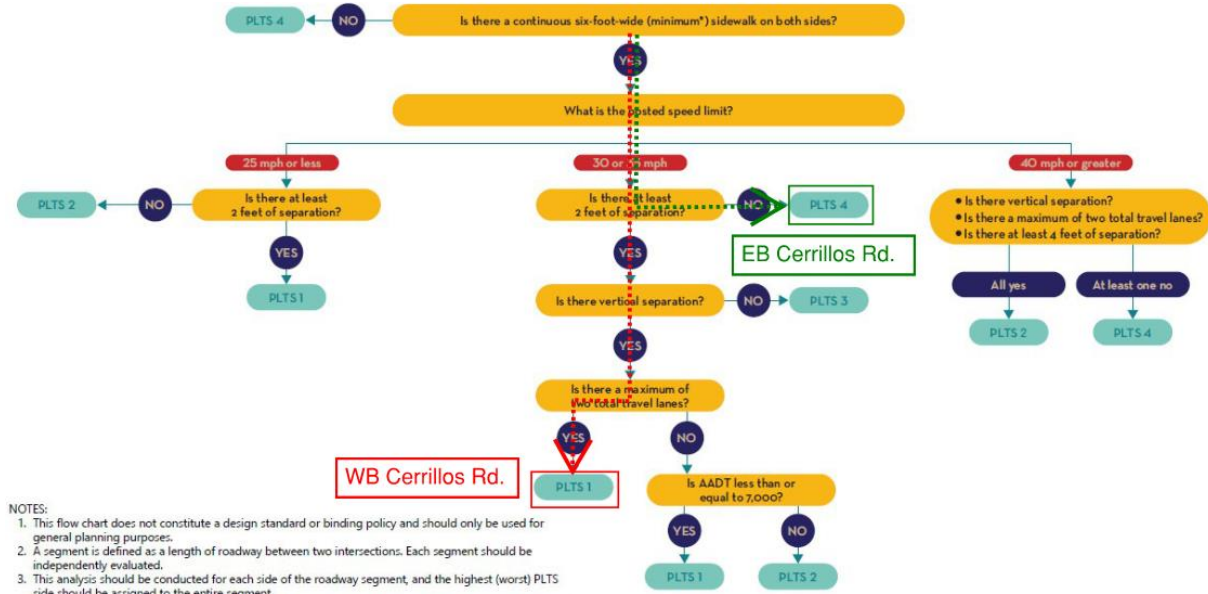 Is there a continuous six-foot-wide (minimum*) sidewalk on both sides?
NO
PLTS 4
YES
What is the posted speed limit?
25 mph or less
30 or 35 mph
40 mph or greater
Is there at least
2 feet of separation?
NO
PLTS 2
YES
PLTS 1
Is there at least
2 feet of separation?
NO
PLTS 4
EB Cerrillos Rd.
YES
Is there vertical separation?
NO
PLTS 3
YES
Is there a maximum of
two total travel lanes?
YES
PLTS 1
WB Cerrillos Rd.
NO
Is AADT less than or
equal to 7,000?
YES
NO
PLTS 1
PLTS 2
• Is there vertical separation?
• Is there a maximum of two total travel lanes?
• Is there at least 4 feet of separation?
All yes
At least one no
PLTS 2
PLTS 4
NOTES:
1. This flow chart does not constitute a design standard or binding policy and should only be used for
general planning purposes.
2. A segment is defined as a length of roadway between two intersections. Each segment should be
independently evaluated.
3. This analysis should be conducted for each side of the roadway segment, and the highest (worst) PLTS
side should be assigned to the entire segment.